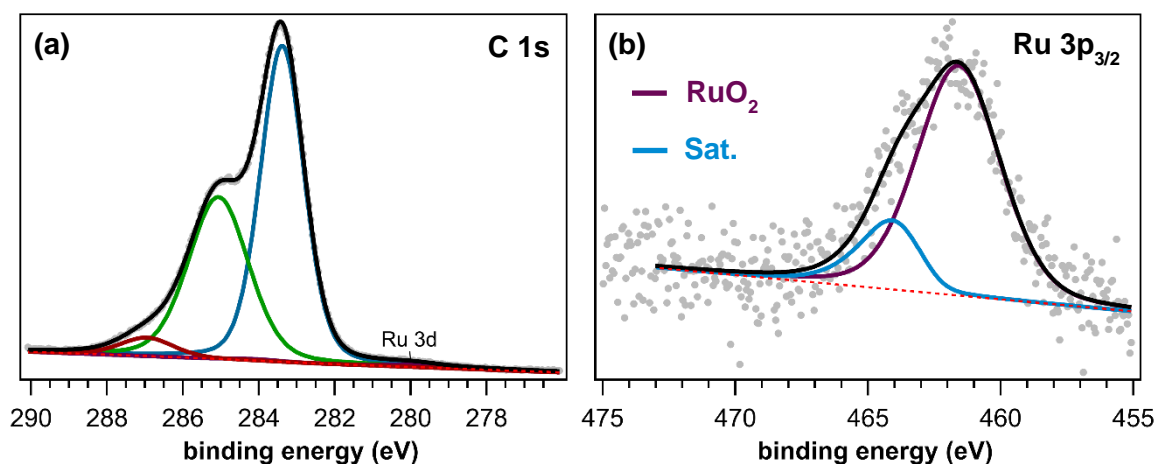 (a)
C 1s
Ru 3d
290 288 286 284 282 280 278
binding energy (eV)
(b)
Ru 3p3/2
RuO2
Sat.
475 470 465 460 455
binding energy (eV)